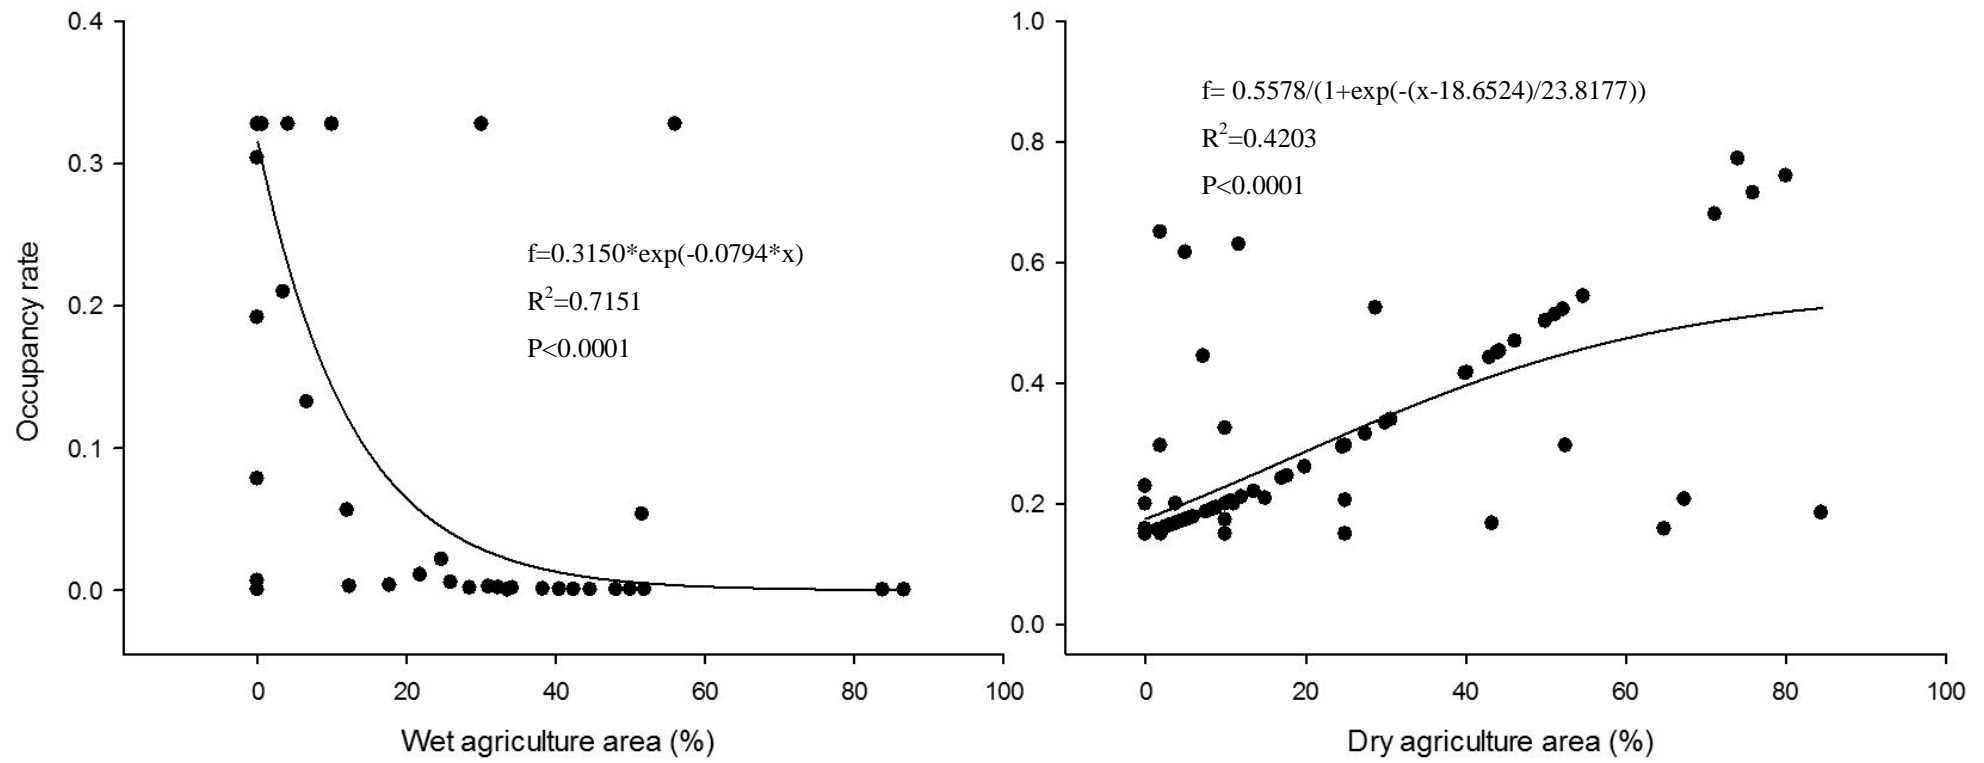 0.4
0.3
0.2
0.1
0.0
Occupancy rate
f=0.3150*exp(-0.0794*x)
R²=0.7151
P<0.0001
0 20 40 60 80 100
Wet agriculture area (%)
1.0
0.8
0.6
0.4
0.2
0.0
f= 0.5578/(1+exp(-(x-18.6524)/23.8177))
R²=0.4203
P<0.0001
0 20 40 60 80 100
Dry agriculture area (%)